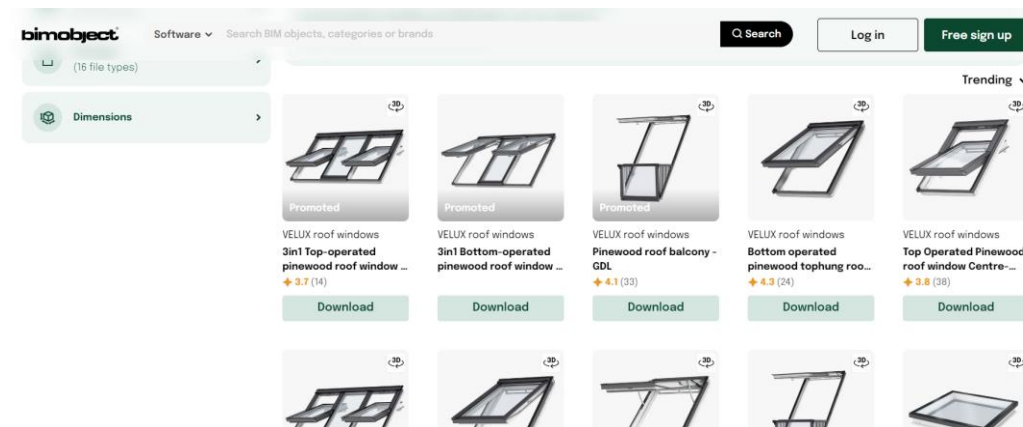 bimobject
Software
Search BIM objects, categories or brands
Search
Log in
Free sign up
(16 file types)
Dimensions
Trending
3D
3D
3D
3D
3D
Promoted
Promoted
Promoted
VELUX roof windows
3in1 Top-operated
pinewood roof window ...
3.7 (14)
Download
VELUX roof windows
3in1 Bottom-operated
pinewood roof window ...
Download
VELUX roof windows
Pinewood roof balcony -
GDL
4.1 (33)
Download
VELUX roof windows
Bottom operated
pinewood tophung roo...
4.3 (24)
Download
VELUX roof windows
Top Operated Pinewood
roof window Centre-...
3.8 (38)
Download
3D
3D
3D
3D
3D